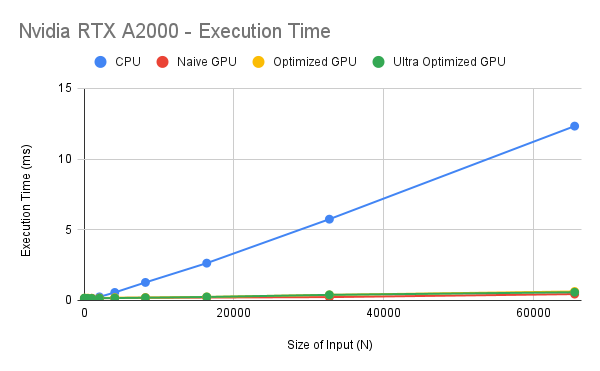 Nvidia RTX A2000 - Execution Time
CPU Naive GPU Optimized GPU Ultra Optimized GPU
Execution Time (ms)
15
10
5
0
0 20000 40000 60000
Size of Input (N)